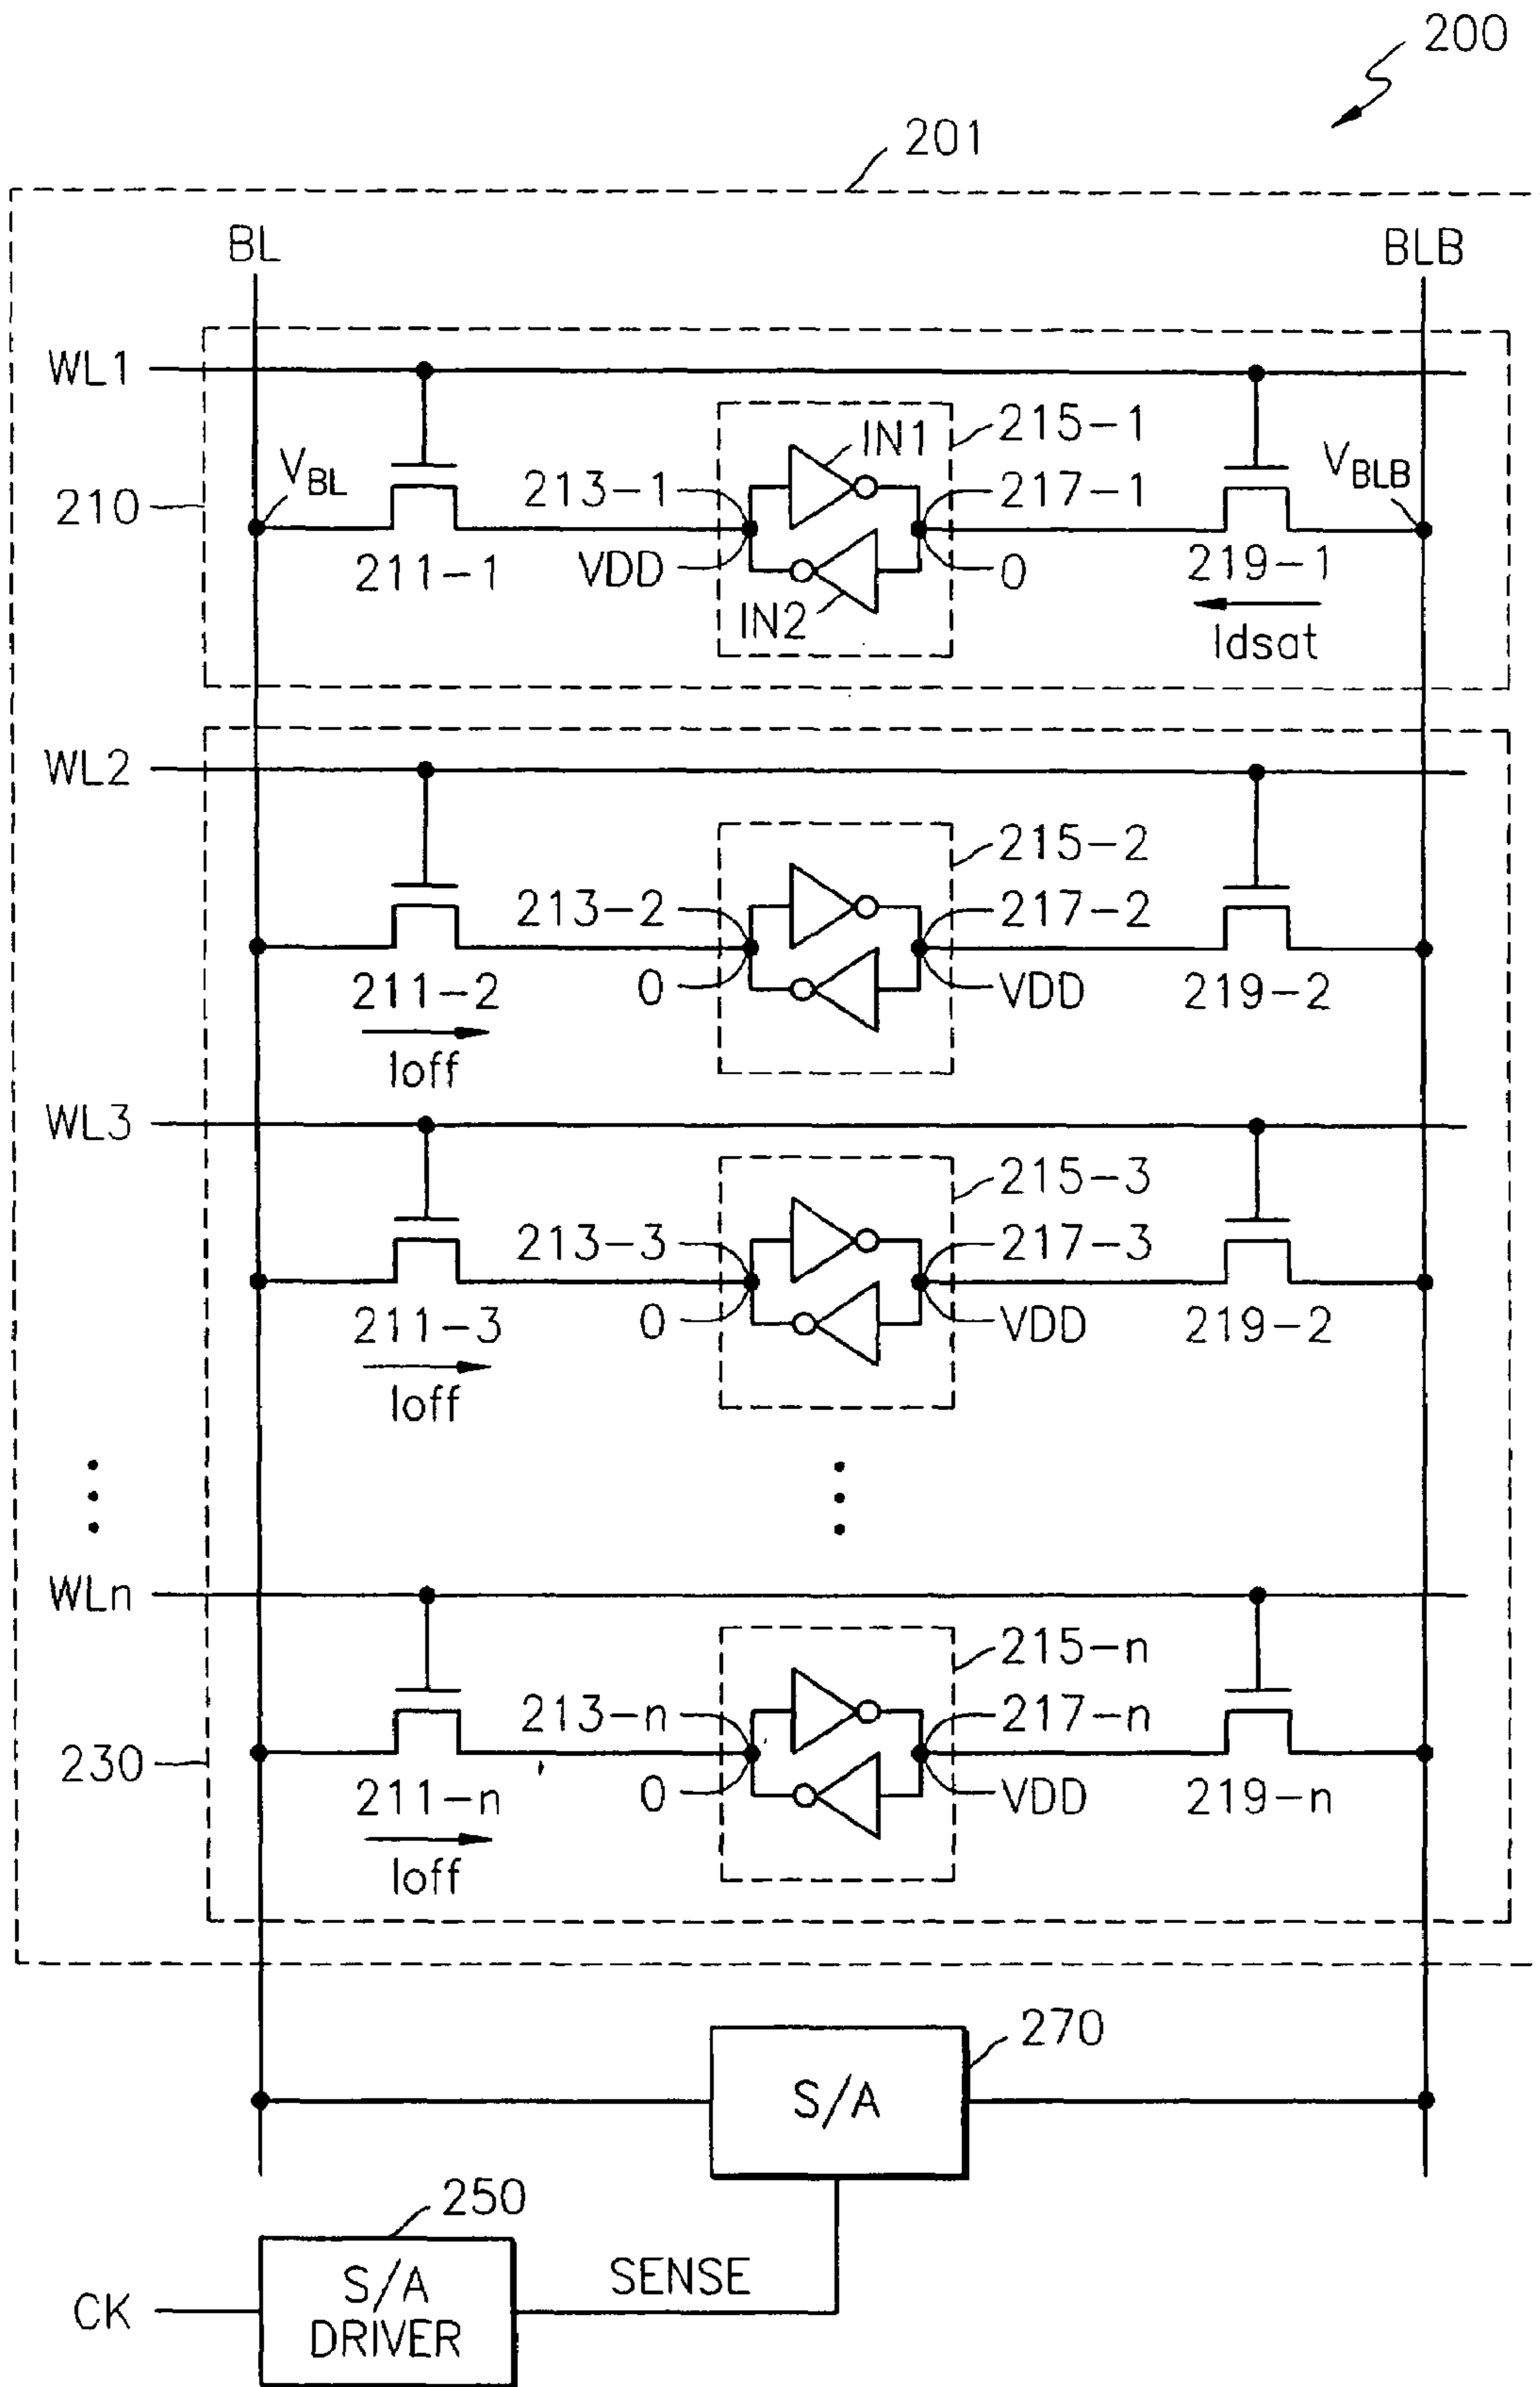 200
201
BL
BLB
WL1
IN1
215-1
VBL
213-1
217-1
VBLB
210
211-1
VDD
0
219-1
IN2
Idsat
WL2
215-2
213-2
217-2
211-2
0
VDD
219-2
Ioff
WL3
215-3
213-3
217-3
211-3
0
VDD
219-2
Ioff
WLn
215-n
213-n
217-n
230
211-n
0
VDD
219-n
Ioff
270
S/A
250
S/A
DRIVER
SENSE
CK